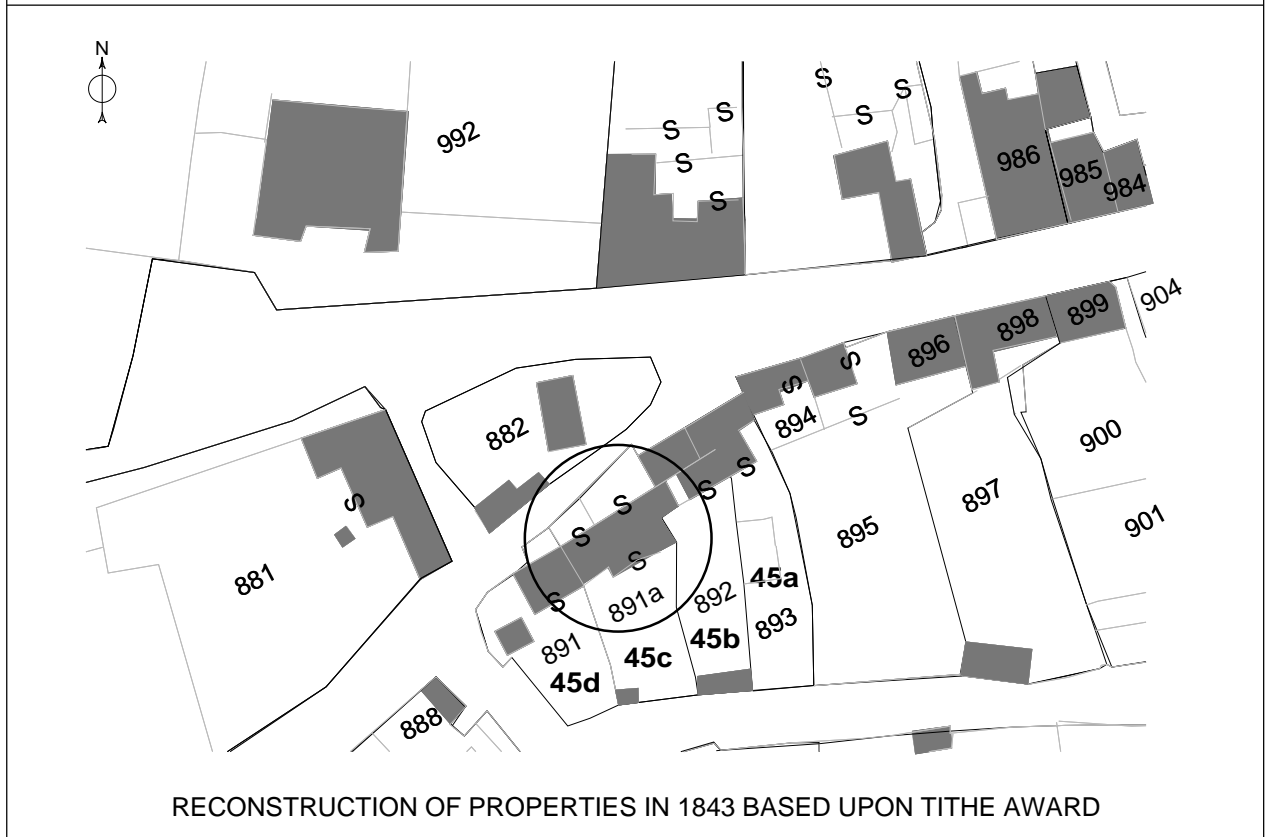 N
S
S
S
S
992
S
S
986
985
S
984
S
904
899
898
896
S
S
894
S
882
900
S
S
897
S
S
901
S
895
S
881
S
45a
S
891a
892
893
45b
891
45c
45d
888
RECONSTRUCTION OF PROPERTIES IN 1843 BASED UPON TITHE AWARD